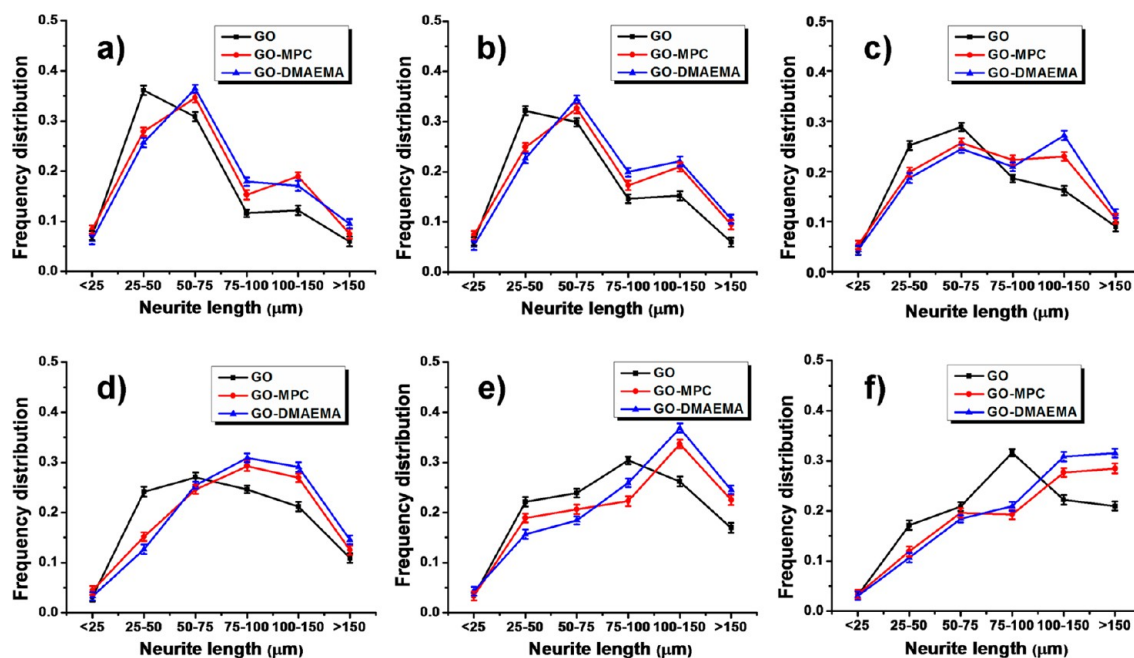 a)
GO
GO-MPC
GO-DMAEMA
Frequency distribution
0.5
0.4
0.3
0.2
0.1
0.0
<25 25-50 50-75 75-100 100-150 >150
Neurite length (μm)
b)
GO
GO-MPC
GO-DMAEMA
Frequency distribution
0.5
0.4
0.3
0.2
0.1
0.0
<25 25-50 50-75 75-100 100-150 >150
Neurite length (μm)
c)
GO
GO-MPC
GO-DMAEMA
Frequency distribution
0.5
0.4
0.3
0.2
0.1
0.0
<25 25-50 50-75 75-100 100-150 >150
Neurite length (μm)
d)
GO
GO-MPC
GO-DMAEMA
Frequency distribution
0.5
0.4
0.3
0.2
0.1
0.0
<25 25-50 50-75 75-100 100-150 >150
Neurite length (μm)
e)
GO
GO-MPC
GO-DMAEMA
Frequency distribution
0.5
0.4
0.3
0.2
0.1
0.0
<25 25-50 50-75 75-100 100-150 >150
Neurite length (μm)
f)
GO
GO-MPC
GO-DMAEMA
Frequency distribution
0.5
0.4
0.3
0.2
0.1
0.0
<25 25-50 50-75 75-100 100-150 >150
Neurite length (μm)